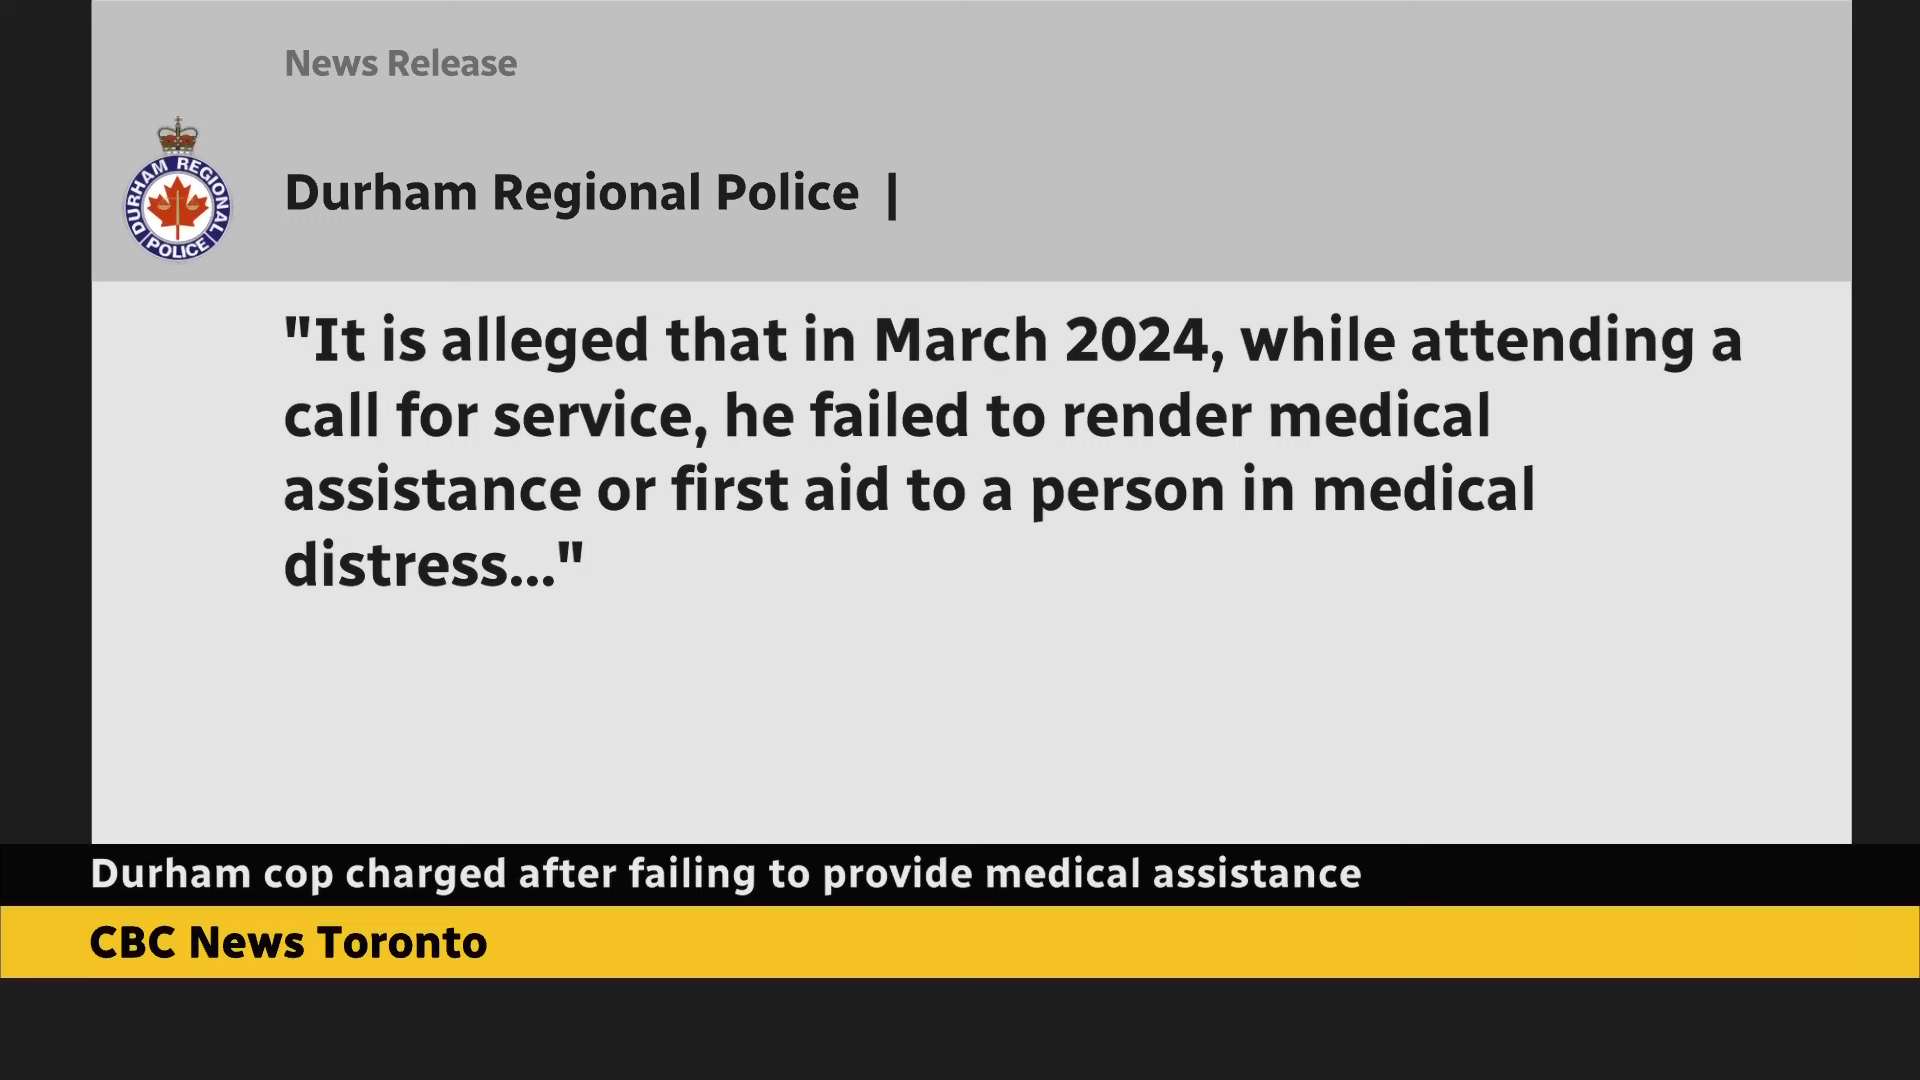 News Release
DURHAM REGIONAL POLICE
Durham Regional Police |
"It is alleged that in March 2024, while attending a
call for service, he failed to render medical
assistance or first aid to a person in medical
distress..."
Durham cop charged after failing to provide medical assistance
CBC News Toronto